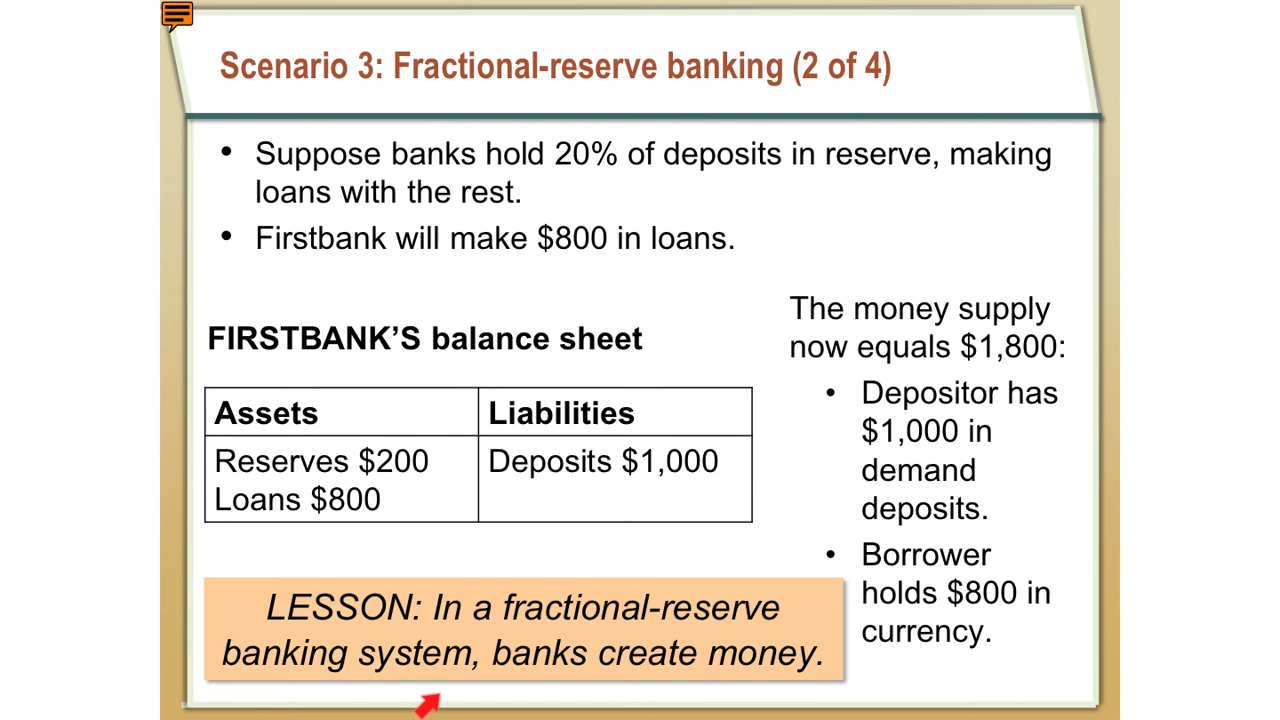 Scenario 3: Fractional-reserve banking (2 of 4)
• Suppose banks hold 20% of deposits in reserve, making
loans with the rest.
• Firstbank will make $800 in loans.
FIRSTBANK’S balance sheet
Assets Liabilities
Reserves $200 Deposits $1,000
Loans $800
The money supply
now equals $1,800:
• Depositor has
$1,000 in
demand
deposits.
• Borrower
holds $800 in
currency.
LESSON: In a fractional-reserve
banking system, banks create money.